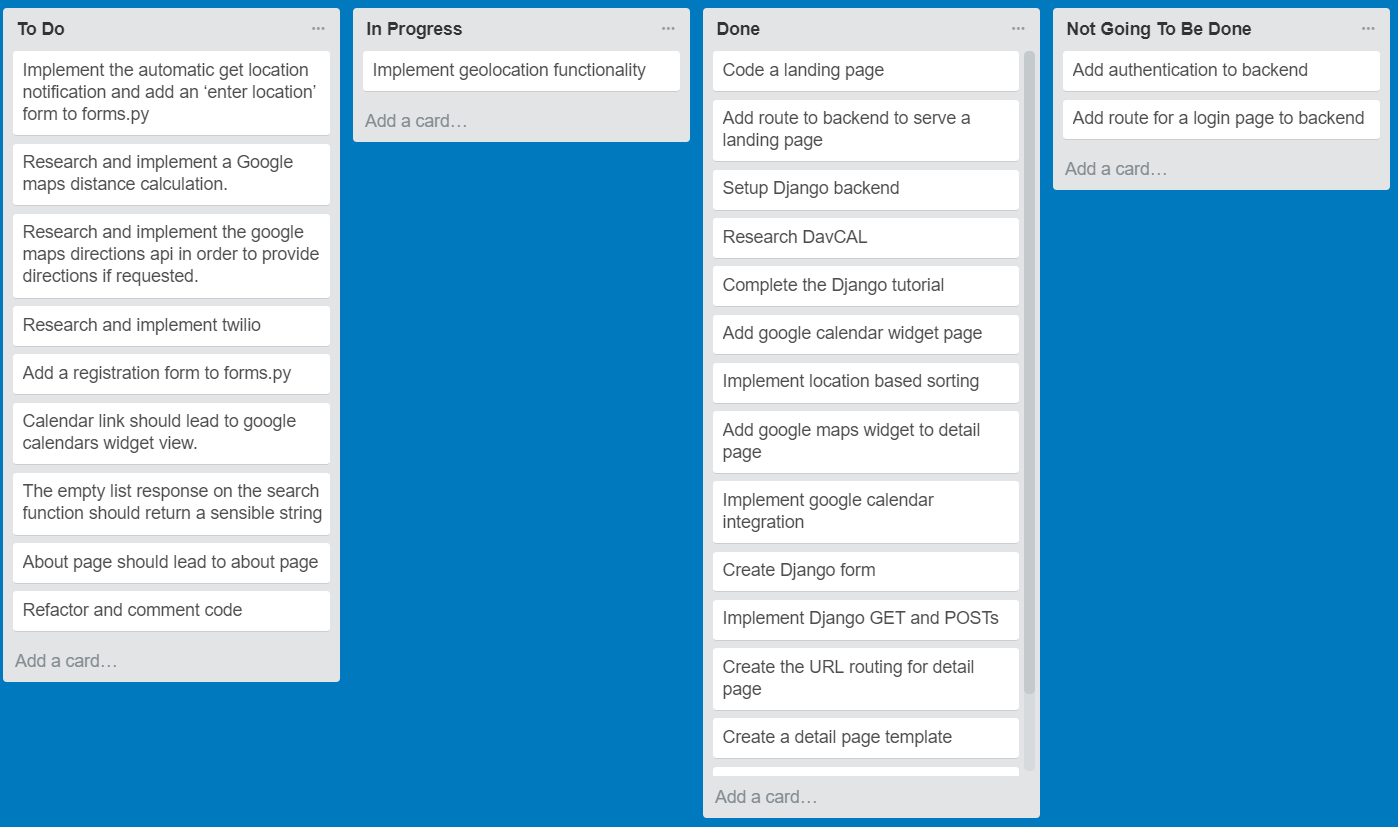 To Do
Implement the automatic get location
notification and add an ‘enter location’
form to forms.py
Research and implement a Google
maps distance calculation.
Research and implement the google
maps directions api in order to provide
directions if requested.
Research and implement twilio
Add a registration form to forms.py
Calendar link should lead to google
calendars widget view.
The empty list response on the search
function should return a sensible string
About page should lead to about page
Refactor and comment code
Add a card…
In Progress
Implement geolocation functionality
Add a card…
Done
Code a landing page
Add route to backend to serve a
landing page
Setup Django backend
Research DavCAL
Complete the Django tutorial
Add google calendar widget page
Implement location based sorting
Add google maps widget to detail
page
Implement google calendar
integration
Create Django form
Implement Django GET and POSTs
Create the URL routing for detail
page
Create a detail page template
Add a card…
Not Going To Be Done
Add authentication to backend
Add route for a login page to backend
Add a card…